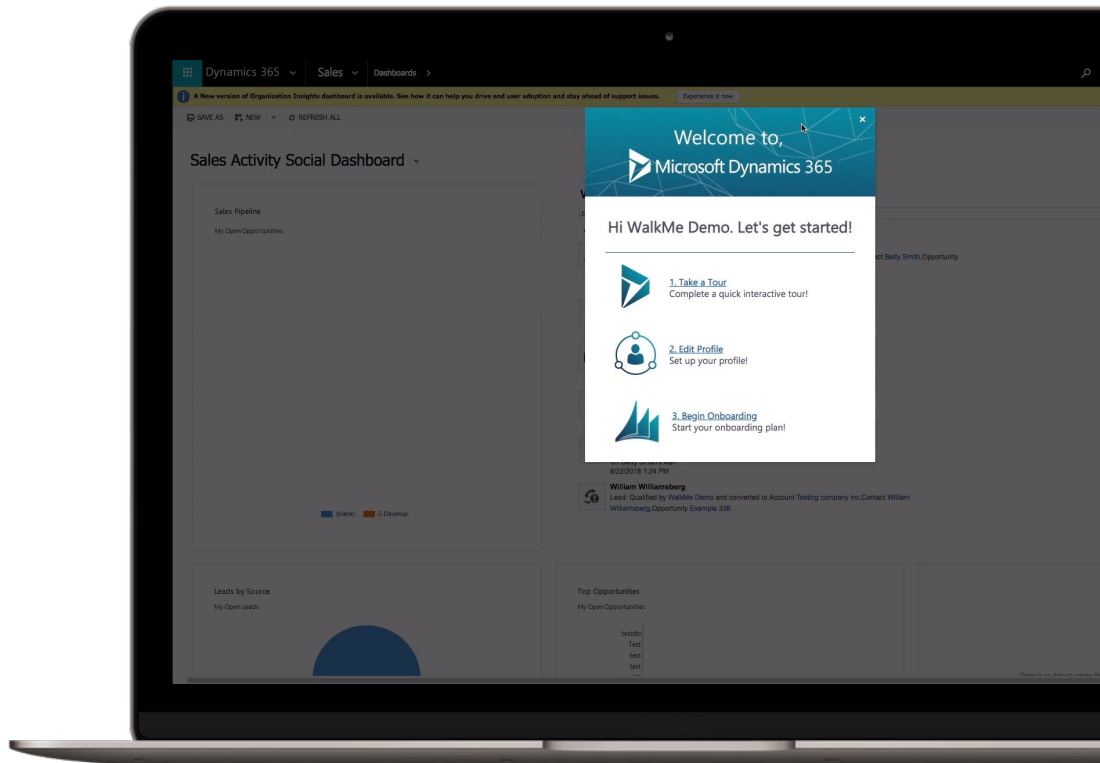 Dynamics 365
Sales
Dashboards
A New version of Organization Insights dashboard is available. See how it can help you drive end user adoption and stay ahead of support issues.
Experience it now
SAVE AS
NEW
REFRESH ALL
Sales Activity Social Dashboard
Sales Pipeline
My Open Opportunities
(blank)
2-Develop
Welcome to,
Microsoft Dynamics 365
Hi WalkMe Demo. Let's get started!
1. Take a Tour
Complete a quick interactive tour!
2. Edit Profile
Set up your profile!
3. Begin Onboarding
Start your onboarding plan!
Betty Smith,Opportunity
8/22/2018 1:24 PM
William Williamsberg
Lead: Qualified by WalkMe Demo and converted to Account Testing company inc,Contact William
Williamsberg,Opportunity Example 338.
Leads by Source
My Open Leads
Top Opportunities
My Open Opportunities
Test
test
test